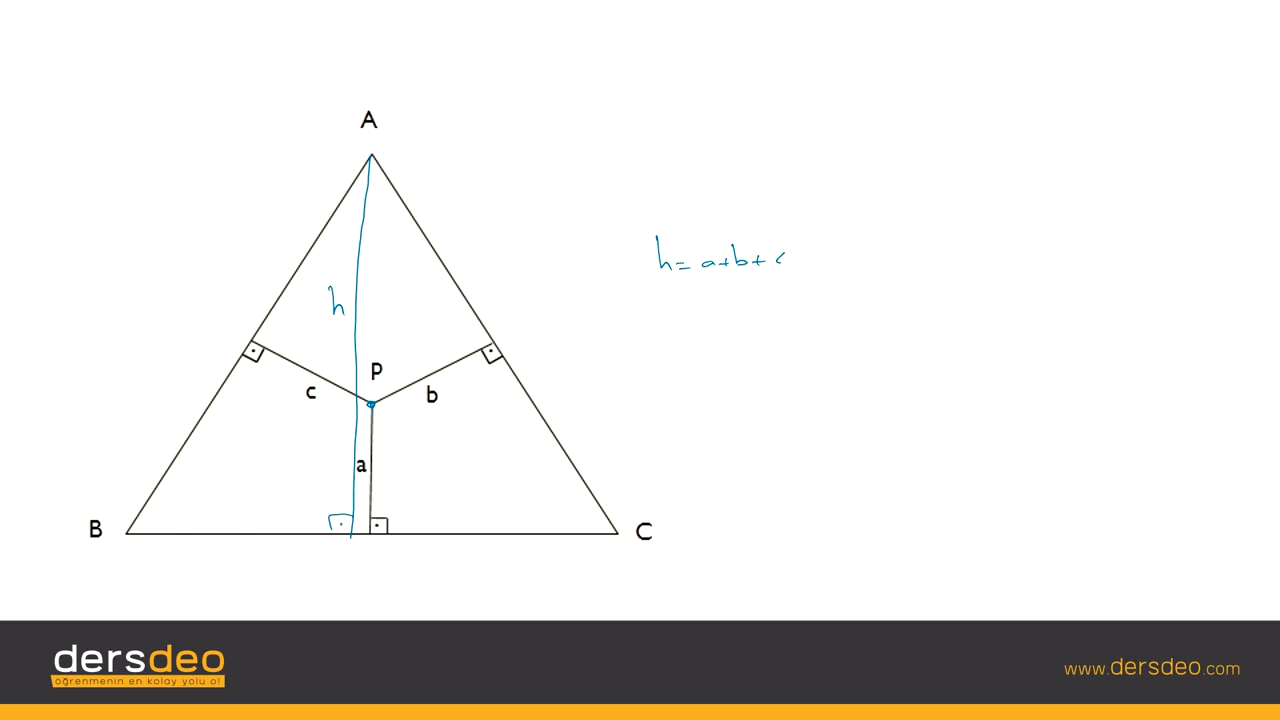 A
h = a+b+c
h
P
c
b
a
B
C
dersdeo
öğrenmenin en kolay yolu o!
www.dersdeo.com